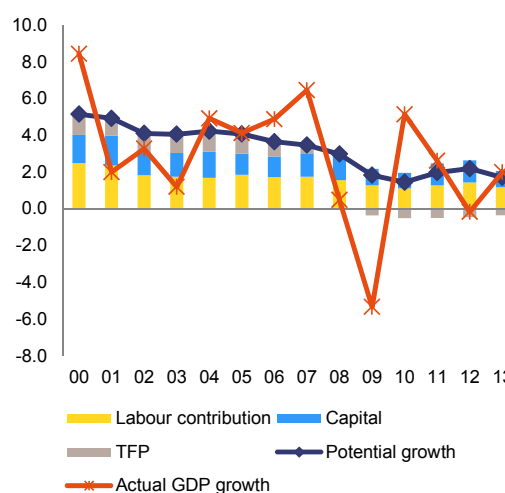 10.0
8.0
6.0
4.0
2.0
0.0
-2.0
-4.0
-6.0
-8.0
00 01 02 03 04 05 06 07 08 09 10 11 12 13
Labour contribution Capital
TFP Potential growth
Actual GDP growth